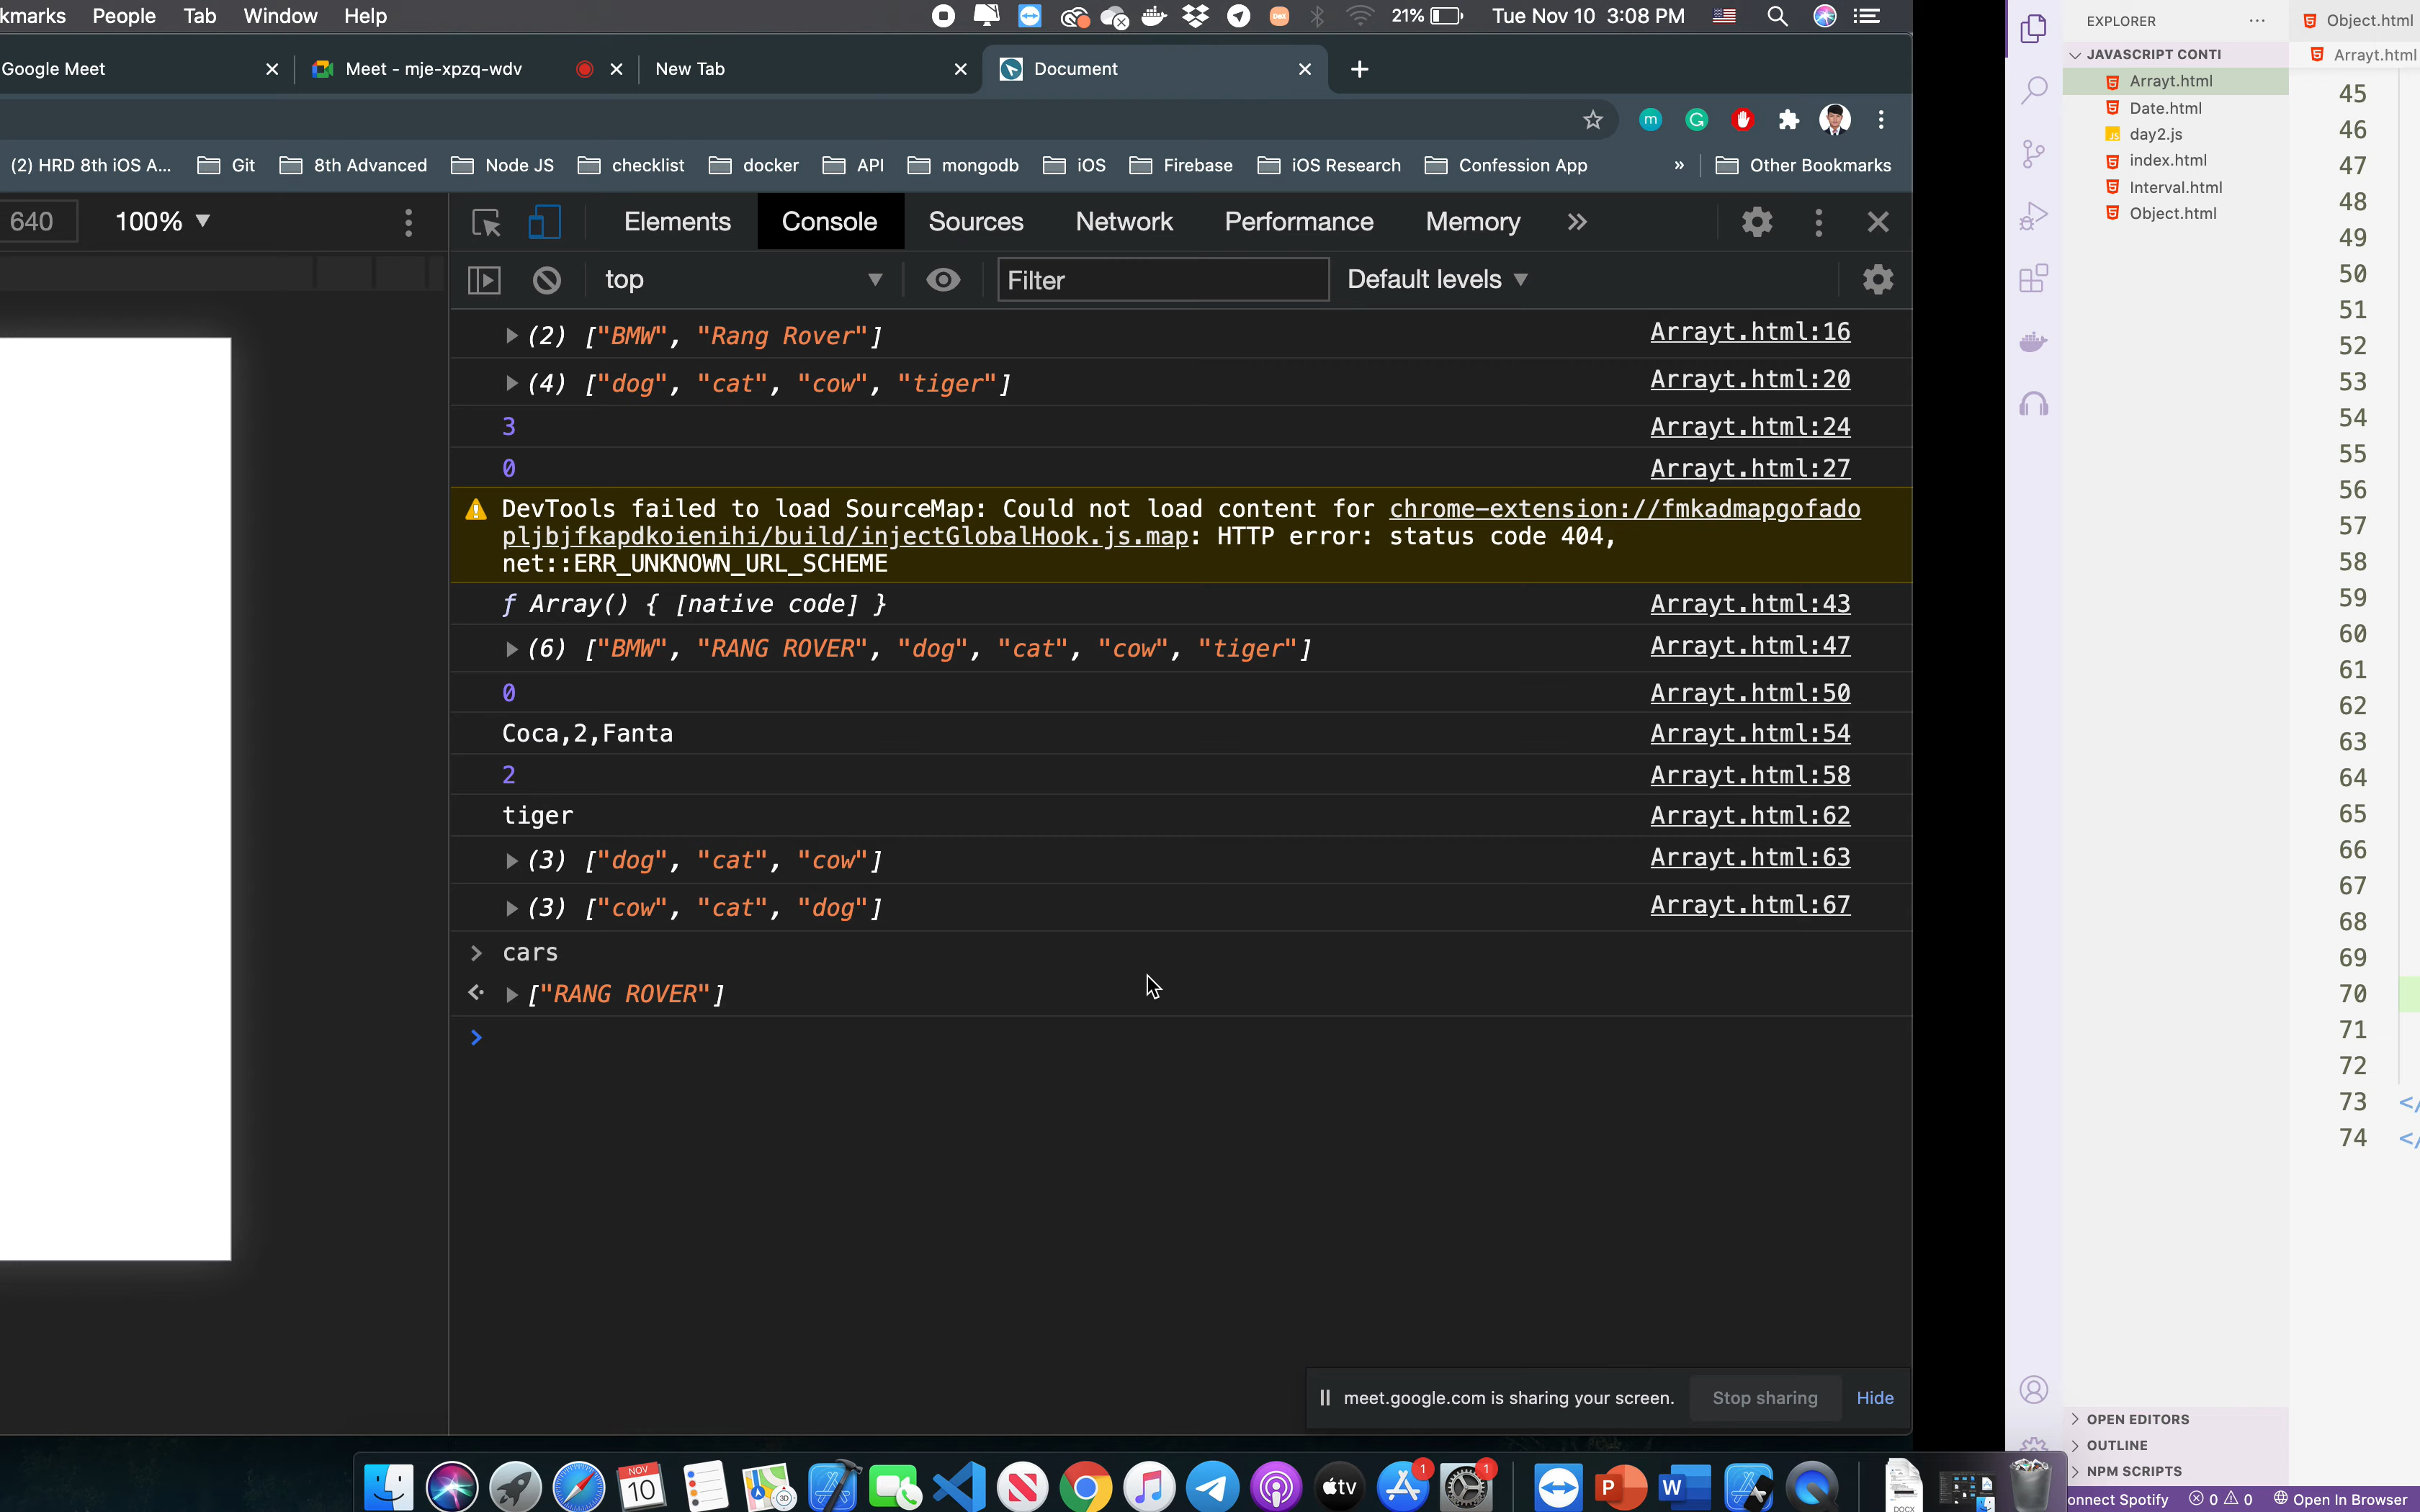 kmarks People Tab Window Help
21% Tue Nov 10 3:08 PM
Google Meet
Meet - mje-xpzq-wdv
New Tab
Document
m
(2) HRD 8th iOS A...
Git
8th Advanced
Node JS
checklist
docker
API
mongodb
iOS
Firebase
iOS Research
Confession App
»
Other Bookmarks
640
100% ▼
Elements
Console
Sources
Network
Performance
Memory
top
Filter
Default levels ▼
(2) ["BMW", "Rang Rover"] Arrayt.html:16
(4) ["dog", "cat", "cow", "tiger"] Arrayt.html:20
3 Arrayt.html:24
0 Arrayt.html:27
DevTools failed to load SourceMap: Could not load content for chrome-extension://fmkadmapgofado
pljbjfkapdkoienihi/build/injectGlobalHook.js.map: HTTP error: status code 404,
net::ERR_UNKNOWN_URL_SCHEME
ƒ Array() { [native code] } Arrayt.html:43
(6) ["BMW", "RANG ROVER", "dog", "cat", "cow", "tiger"] Arrayt.html:47
0 Arrayt.html:50
Coca,2,Fanta Arrayt.html:54
2 Arrayt.html:58
tiger Arrayt.html:62
(3) ["dog", "cat", "cow"] Arrayt.html:63
(3) ["cow", "cat", "dog"] Arrayt.html:67
cars
["RANG ROVER"]
meet.google.com is sharing your screen.
Stop sharing
Hide
NOV
10
3D
tv
1
1
P
W
DOCX
EXPLORER
JAVASCRIPT CONTI
Arrayt.html
Date.html
JS day2.js
index.html
Interval.html
Object.html
OPEN EDITORS
OUTLINE
NPM SCRIPTS
Object.html
Arrayt.html
45
46
47
48
49
50
51
52
53
54
55
56
57
58
59
60
61
62
63
64
65
66
67
68
69
70
71
72
73 </
74 </
onnect Spotify
0 0
Open In Browser